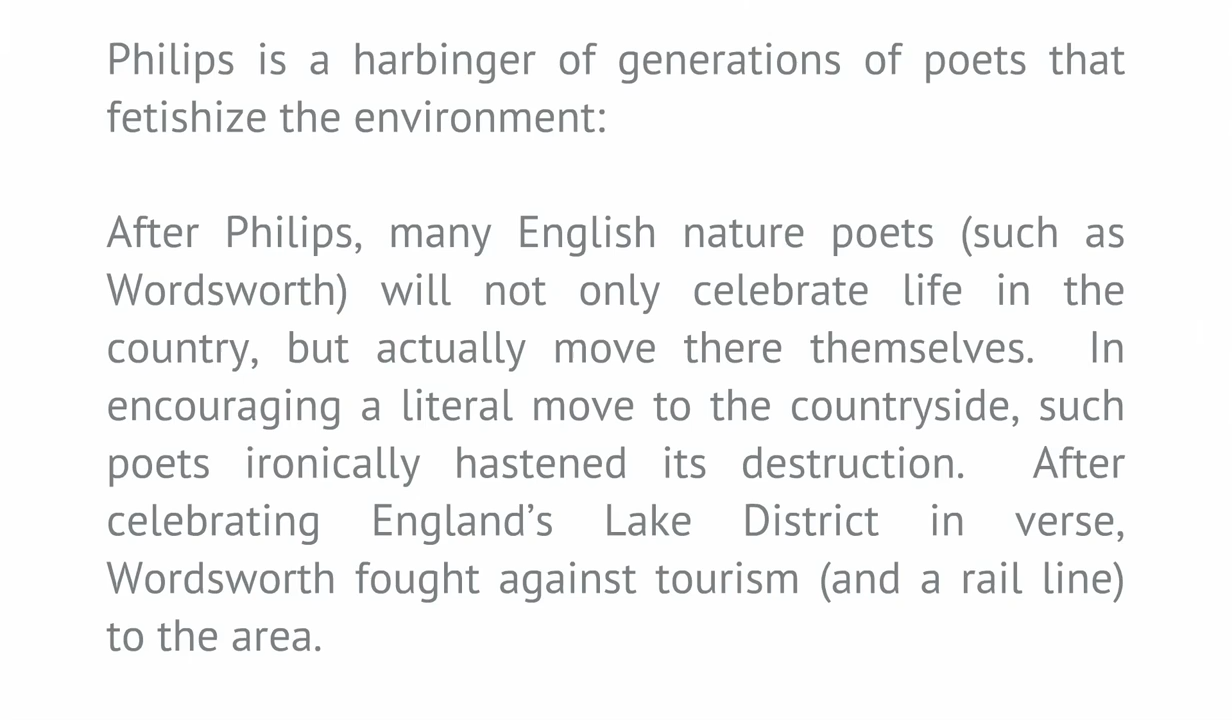 Philips is a harbinger of generations of poets that
fetishize the environment:
After Philips, many English nature poets (such as
Wordsworth) will not only celebrate life in the
country, but actually move there themselves. In
encouraging a literal move to the countryside, such
poets ironically hastened its destruction. After
celebrating England’s Lake District in verse,
Wordsworth fought against tourism (and a rail line)
to the area.